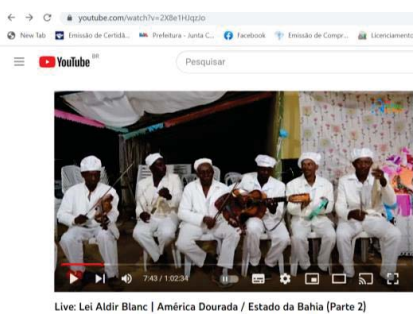 youtube.com/watch?v=2XBe1HJqzJo
New Tab Emissão de Certidã... Prefeitura - Junta C... Facebook Emissão de Compr... Licenciamento
YouTube BR
Pesquisar
7:43 / 1:02:34
Live: Lei Aldir Blanc | América Dourada / Estado da Bahia (Parte 2)